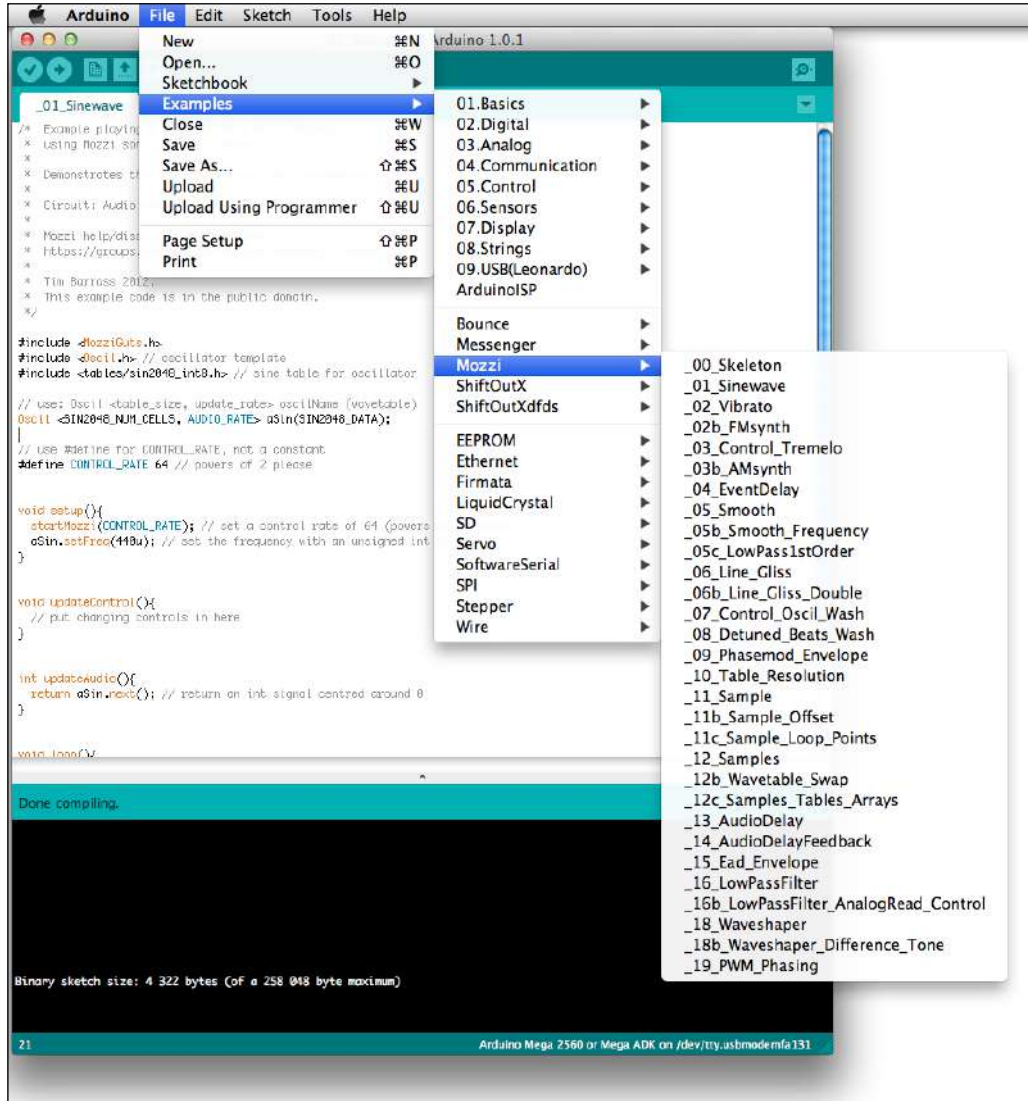 Arduino File Edit Sketch Tools Help
Arduino 1.0.1
New ⌘N
Open... ⌘O
Sketchbook
Examples
Close ⌘W
Save ⌘S
Save As... ⇧⌘S
Upload ⌘U
Upload Using Programmer ⇧⌘U
Page Setup ⇧⌘P
Print ⌘P
01.Basics
02.Digital
03.Analog
04.Communication
05.Control
06.Sensors
07.Display
08.Strings
09.USB(Leonardo)
ArduinoISP
Bounce
Messenger
Mozzi
ShiftOutX
ShiftOutXdfds
EEPROM
Ethernet
Firmata
LiquidCrystal
SD
Servo
SoftwareSerial
SPI
Stepper
Wire
_00_Skeleton
_01_Sinewave
_02_Vibrato
_02b_FMsynth
_03_Control_Tremelo
_03b_AMsynth
_04_EventDelay
_05_Smooth
_05b_Smooth_Frequency
_05c_LowPass1stOrder
_06_Line_Gliss
_06b_Line_Gliss_Double
_07_Control_Oscil_Wash
_08_Detuned_Beats_Wash
_09_Phasemod_Envelope
_10_Table_Resolution
_11_Sample
_11b_Sample_Offset
_11c_Sample_Loop_Points
_12_Samples
_12b_Wavetable_Swap
_12c_Samples_Tables_Arrays
_13_AudioDelay
_14_AudioDelayFeedback
_15_Ead_Envelope
_16_LowPassFilter
_16b_LowPassFilter_AnalogRead_Control
_18_Waveshaper
_18b_Waveshaper_Difference_Tone
_19_PWM_Phasing
_01_Sinewave
/* Example playing
* using Mozzi
*
* Demonstrates
*
* Circuit: Audio
*
* Mozzi
* https://groups.
*
* Tim Barrass 2012.
* This example code is in the public domain.
*/
#include <MozziGuts.h>
#include <Oscil.h> // oscillator template
#include <tables/sin2048_int8.h> // sine table for oscillator
// use: Oscil <table_size, update_rate> oscilName (wavetable)
Oscil <SIN2048_NUM_CELLS, AUDIO_RATE> aSin(SIN2048_DATA);
// use #define for CONTROL_RATE, not a constant
#define CONTROL_RATE 64 // powers of 2 please
void setup(){
startMozzi(CONTROL_RATE); // set a control rate of 64 (powers
aSin.setFreq(440u); // set the frequency with an unsigned int
}
void updateControl(){
// put changing controls in here
}
int updateAudio(){
return aSin.next(); // return an int signal centred around 0
}
void loop(){
Done compiling.
Binary sketch size: 4 322 bytes (of a 258 048 byte maximum)
21 Arduino Mega 2560 or Mega ADK on /dev/tty.usbmodemfa131